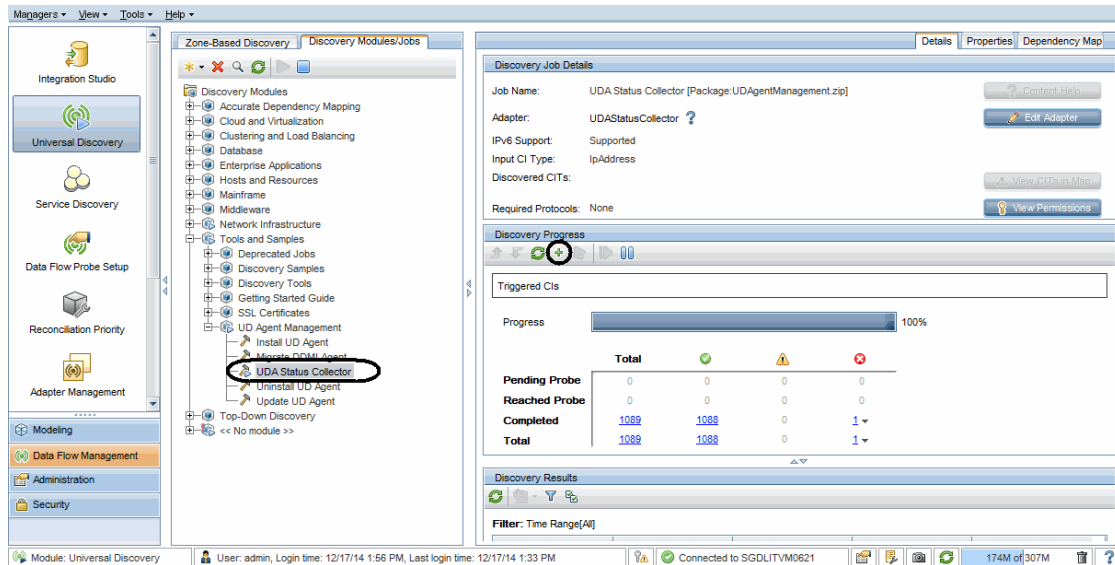 Managers View Tools Help
Integration Studio
Universal Discovery
Service Discovery
Data Flow Probe Setup
Reconciliation Priority
Adapter Management
Modeling
Data Flow Management
Administration
Security
Zone-Based Discovery Discovery Modules/Jobs
Discovery Modules
Accurate Dependency Mapping
Cloud and Virtualization
Clustering and Load Balancing
Database
Enterprise Applications
Hosts and Resources
Mainframe
Middleware
Network Infrastructure
Tools and Samples
Deprecated Jobs
Discovery Samples
Discovery Tools
Getting Started Guide
SSL Certificates
UD Agent Management
Install UD Agent
Migrate DDMI Agent
UDA Status Collector
Uninstall UD Agent
Update UD Agent
Top-Down Discovery
<< No module >>
Details Properties Dependency Map
Discovery Job Details
Job Name: UDA Status Collector [Package:UDAgentManagement.zip]
? Content Help
Adapter: UDAStatusCollector ?
Edit Adapter
IPv6 Support: Supported
Input CI Type: IpAddress
Discovered CITs:
View CITs in Map
Required Protocols: None
View Permissions
Discovery Progress
Triggered CIs
Progress 100%
Total
Pending Probe 0 0 0 0
Reached Probe 0 0 0 0
Completed 1089 1088 0 1
Total 1089 1088 0 1
Discovery Results
Filter: Time Range[All]
Module: Universal Discovery User: admin, Login time: 12/17/14 1:56 PM, Last login time: 12/17/14 1:33 PM Connected to SGDLITVM0621 174M of 307M ?